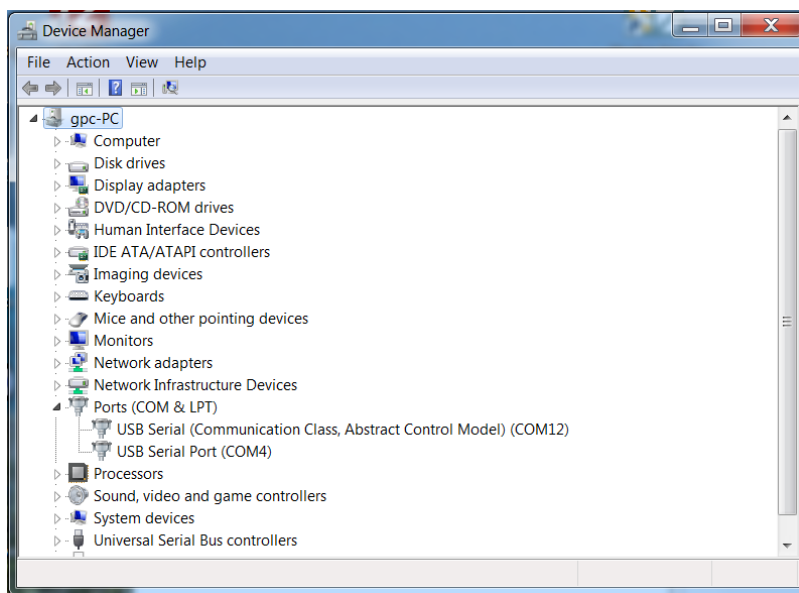 Device Manager
File Action View Help
gpc-PC
Computer
Disk drives
Display adapters
DVD/CD-ROM drives
Human Interface Devices
IDE ATA/ATAPI controllers
Imaging devices
Keyboards
Mice and other pointing devices
Monitors
Network adapters
Network Infrastructure Devices
Ports (COM & LPT)
USB Serial (Communication Class, Abstract Control Model) (COM12)
USB Serial Port (COM4)
Processors
Sound, video and game controllers
System devices
Universal Serial Bus controllers